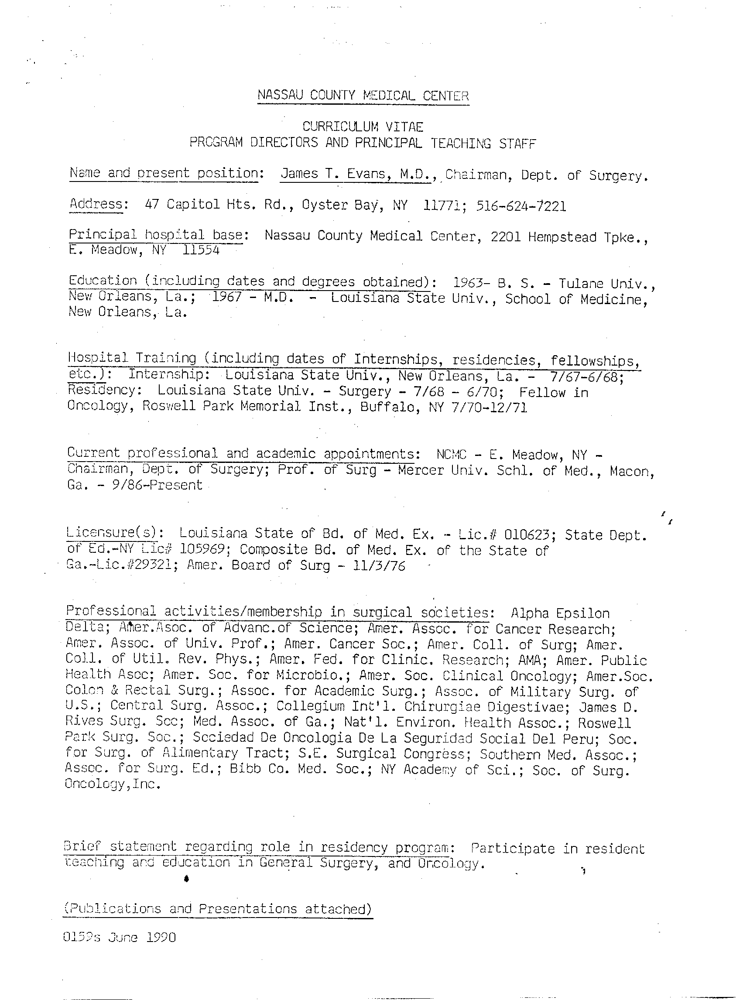 NASSAU COUNTY MEDICAL CENTER
CURRICULUM VITAE
PROGRAM DIRECTORS AND PRINCIPAL TEACHING STAFF
Name and present position: James T. Evans, M.D., Chairman, Dept. of Surgery.
Address: 47 Capitol Hts. Rd., Oyster Bay, NY 11771; 516-624-7221
Principal hospital base: Nassau County Medical Center, 2201 Hempstead Tpke.,
E. Meadow, NY 11554
Education (including dates and degrees obtained): 1963- B. S. - Tulane Univ.,
New Orleans, La.; 1967 - M.D. - Louisiana State Univ., School of Medicine,
New Orleans, La.
Hospital Training (including dates of Internships, residencies, fellowships,
etc.): Internship: Louisiana State Univ., New Orleans, La. - 7/67-6/68;
Residency: Louisiana State Univ. - Surgery - 7/68 - 6/70; Fellow in
Oncology, Roswell Park Memorial Inst., Buffalo, NY 7/70-12/71
Current professional and academic appointments: NCMC - E. Meadow, NY -
Chairman, Dept. of Surgery; Prof. of Surg - Mercer Univ. Schl. of Med., Macon,
Ga. - 9/86-Present
Licensure(s): Louisiana State of Bd. of Med. Ex. - Lic.# 010623; State Dept.
of Ed.-NY Lic# 105969; Composite Bd. of Med. Ex. of the State of
Ga.-Lic.#29321; Amer. Board of Surg - 11/3/76
Professional activities/membership in surgical societies: Alpha Epsilon
Delta; Amer.Asoc. of Advanc.of Science; Amer. Assoc. for Cancer Research;
Amer. Assoc. of Univ. Prof.; Amer. Cancer Soc.; Amer. Coll. of Surg; Amer.
Coll. of Util. Rev. Phys.; Amer. Fed. for Clinic. Research; AMA; Amer. Public
Health Asoc; Amer. Soc. for Microbio.; Amer. Soc. Clinical Oncology; Amer.Soc.
Colon & Rectal Surg.; Assoc. for Academic Surg.; Assoc. of Military Surg. of
U.S.; Central Surg. Assoc.; Collegium Int'l. Chirurgiae Digestivae; James D.
Rives Surg. Soc; Med. Assoc. of Ga.; Nat'l. Environ. Health Assoc.; Roswell
Park Surg. Soc.; Sociedad De Oncologia De La Seguridad Social Del Peru; Soc.
for Surg. of Alimentary Tract; S.E. Surgical Congress; Southern Med. Assoc.;
Assoc. for Surg. Ed.; Bibb Co. Med. Soc.; NY Academy of Sci.; Soc. of Surg.
Oncology,Inc.
Brief statement regarding role in residency program: Participate in resident
teaching and education in General Surgery, and Oncology.
(Publications and Presentations attached)
0159s June 1990